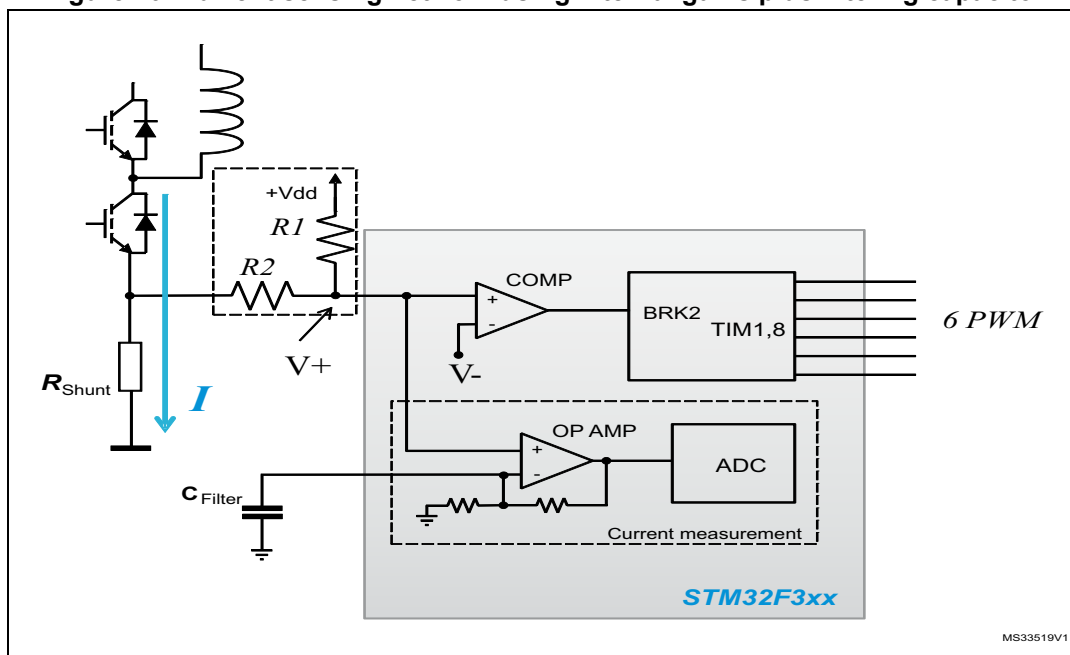 +Vdd
R1
R2
COMP
+
-
BRK2
TIM1,8
6 PWM
V+
V-
RShunt
I
OP AMP
+
-
ADC
CFilter
Current measurement
STM32F3xx
MS33519V1